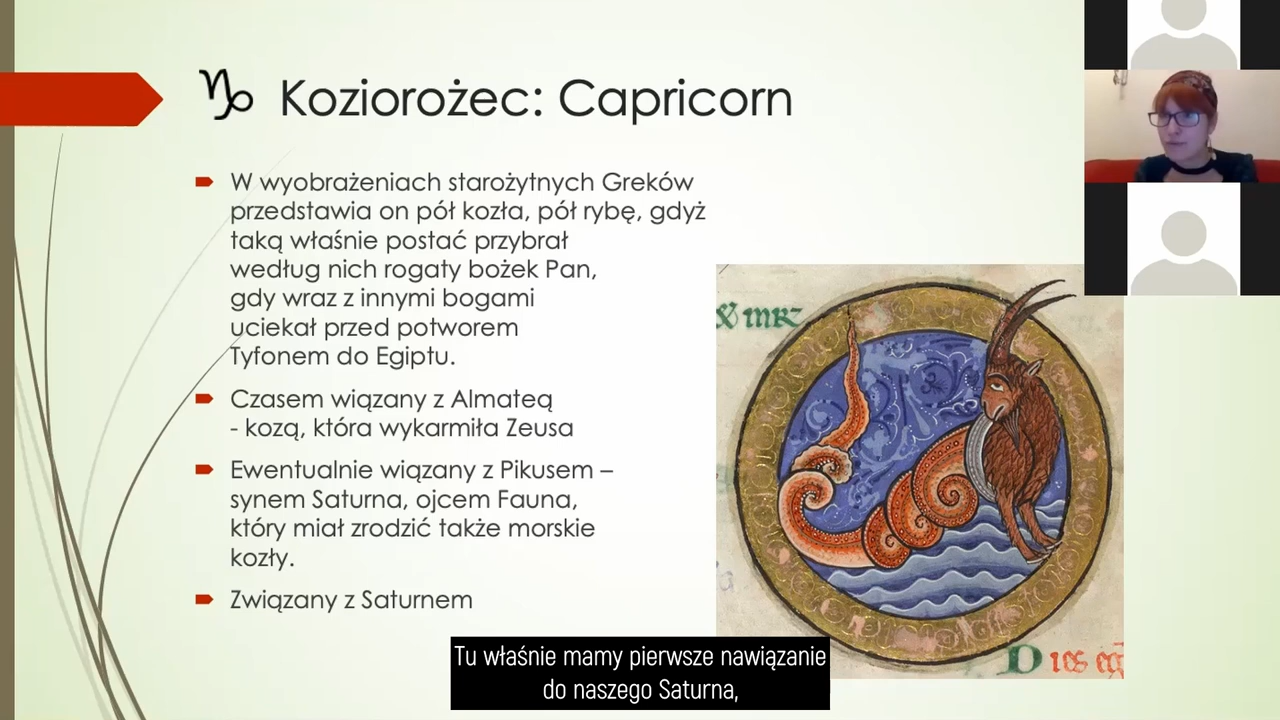 ♑ Koziorożec: Capricorn
W wyobrażeniach starożytnych Greków
przedstawia on pół kozła, pół rybę, gdyż
taką właśnie postać przybrał
według nich rogaty bożek Pan,
gdy wraz z innymi bogami
uciekał przed potworem
Tyfonem do Egiptu.
Czasem wiązany z Almateą
- kozą, która wykarmiła Zeusa
Ewentualnie wiązany z Pikusem –
synem Saturna, ojcem Fauna,
który miał zrodzić także morskie
kozły.
Związany z Saturnem
Tu właśnie mamy pierwsze nawiązanie
do naszego Saturna,